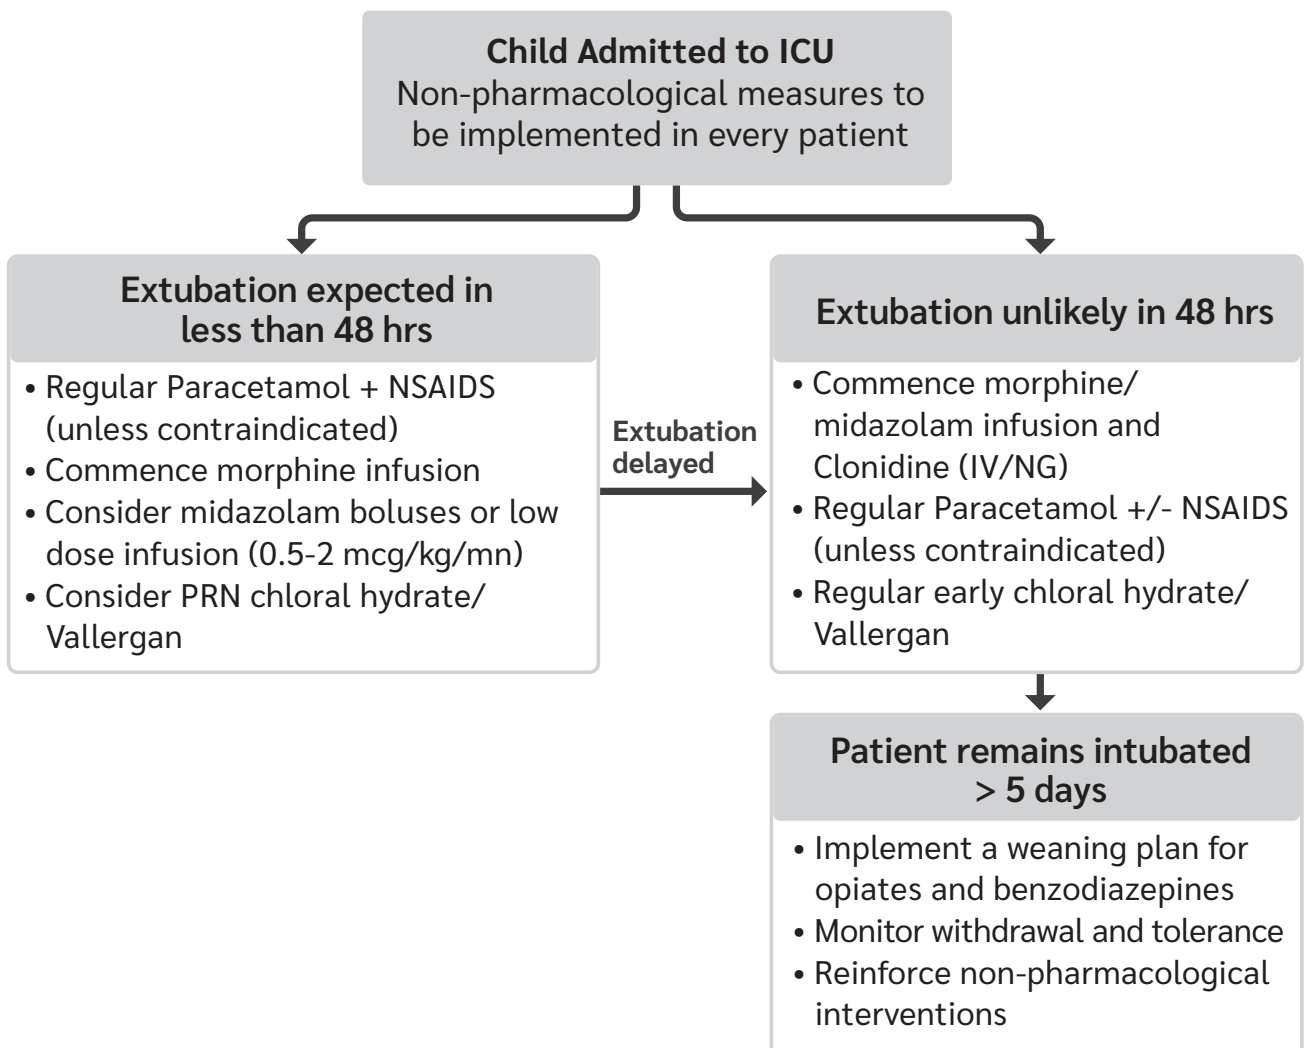 Child Admitted to ICU
Non-pharmacological measures to
be implemented in every patient
Extubation expected in
less than 48 hrs
• Regular Paracetamol + NSAIDS
(unless contraindicated)
• Commence morphine infusion
• Consider midazolam boluses or low
dose infusion (0.5-2 mcg/kg/mn)
• Consider PRN chloral hydrate/
Vallergan
Extubation
delayed
Extubation unlikely in 48 hrs
• Commence morphine/
midazolam infusion and
Clonidine (IV/NG)
• Regular Paracetamol +/- NSAIDS
(unless contraindicated)
• Regular early chloral hydrate/
Vallergan
Patient remains intubated
> 5 days
• Implement a weaning plan for
opiates and benzodiazepines
• Monitor withdrawal and tolerance
• Reinforce non-pharmacological
interventions